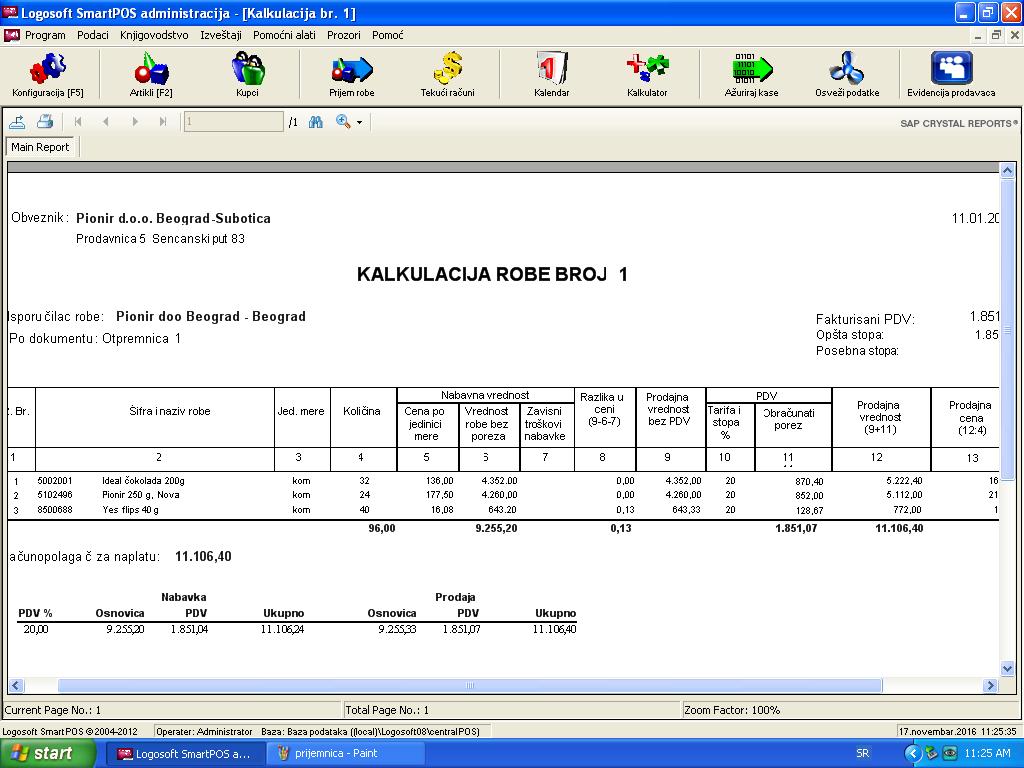 Logosoft SmartPOS administracija - [Kalkulacija br. 1]
Program Podaci Knjigovodstvo Izveštaji Pomoćni alati Prozori Pomoć
Konfiguracija [F5] Artikli [F2] Kupci Prijem robe Tekući računi Kalendar Kalkulator Ažuriraj kase Osveži podatke Evidencija prodavaca
1 /1 SAP CRYSTAL REPORTS®
Main Report
Obveznik: Pionir d.o.o. Beograd-Subotica 11.01.20
Prodavnica 5 Sencanski put 83
KALKULACIJA ROBE BROJ 1
Isporučilac robe: Pionir doo Beograd - Beograd
Fakturisani PDV: 1.851
Po dokumentu: Otpremnica 1
Opšta stopa: 1.85
Posebna stopa:
. Br. Šifra i naziv robe Jed. mere Količina Nabavna vrednost Razlika u ceni (9-6-7) Prodajna vrednost bez PDV PDV Prodajna vrednost (9+11) Prodajna cena (12:4)
Cena po jedinici mere Vrednost robe bez poreza Zavisni troškovi nabavke Tarifa i stopa % Obračunati porez
1 2 3 4 5 6 7 8 9 10 11 12 13
1 5002001 Ideal čokolada 200g kom 32 136,00 4.352,00 0,00 4.352,00 20 870,40 5.222,40 16
2 5102496 Pionir 250 g, Nova kom 24 177,50 4.260,00 0,00 4.260,00 20 852,00 5.112,00 21
3 8500688 Yes flips 40 g kom 40 16,08 643.20 0,13 643,33 20 128,67 772,00 1
96,00 9.255,20 0,13 1.851,07 11.106,40
ačunopolaga č za naplatu: 11.106,40
Nabavka Prodaja
PDV % Osnovica PDV Ukupno Osnovica PDV Ukupno
20,00 9.255,20 1.851,04 11.106,24 9.255,33 1.851,07 11.106,40
Current Page No.: 1 Total Page No.: 1 Zoom Factor: 100%
Logosoft SmartPOS ©2004-2012 Operater: Administrator Baza: Baza podataka ((local)\Logosoft08\centralPOS) 17.novembar.2016 11:25:35
start Logosoft SmartPOS a... prijemnica - Paint SR 11:25 AM